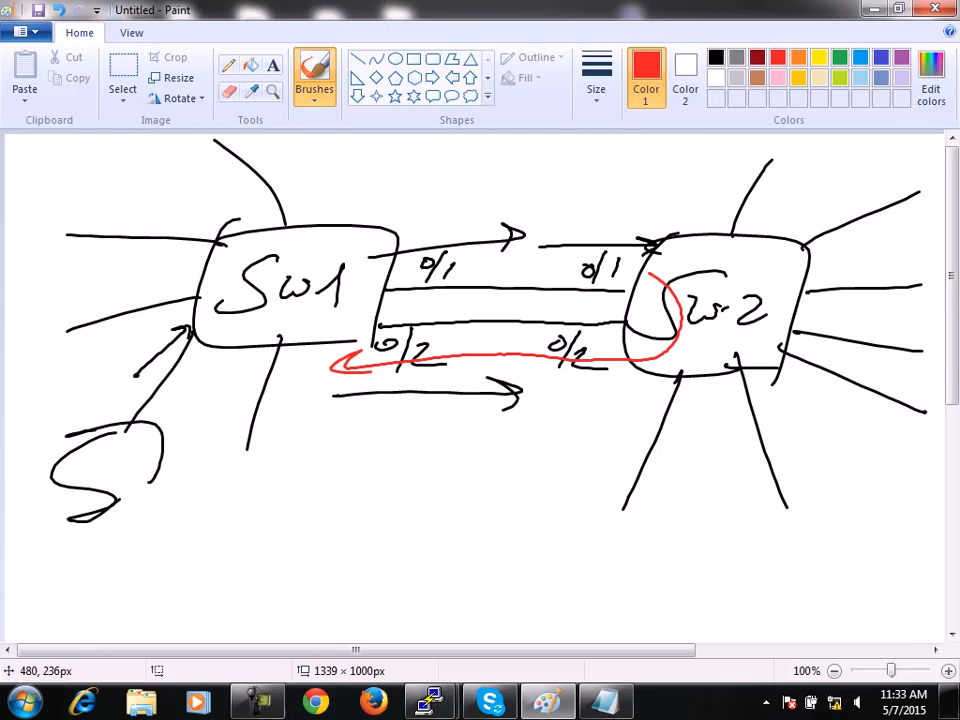 Untitled - Paint
Home
View
Paste
Cut
Copy
Clipboard
Select
Crop
Resize
Rotate
Image
Tools
Brushes
Shapes
Outline
Fill
Size
Color
1
Color
2
Edit
colors
Colors
SW1
0/1
0/1
SW-2
0/2
0/2
S
480, 236px
1339 × 1000px
100%
11:33 AM
5/7/2015